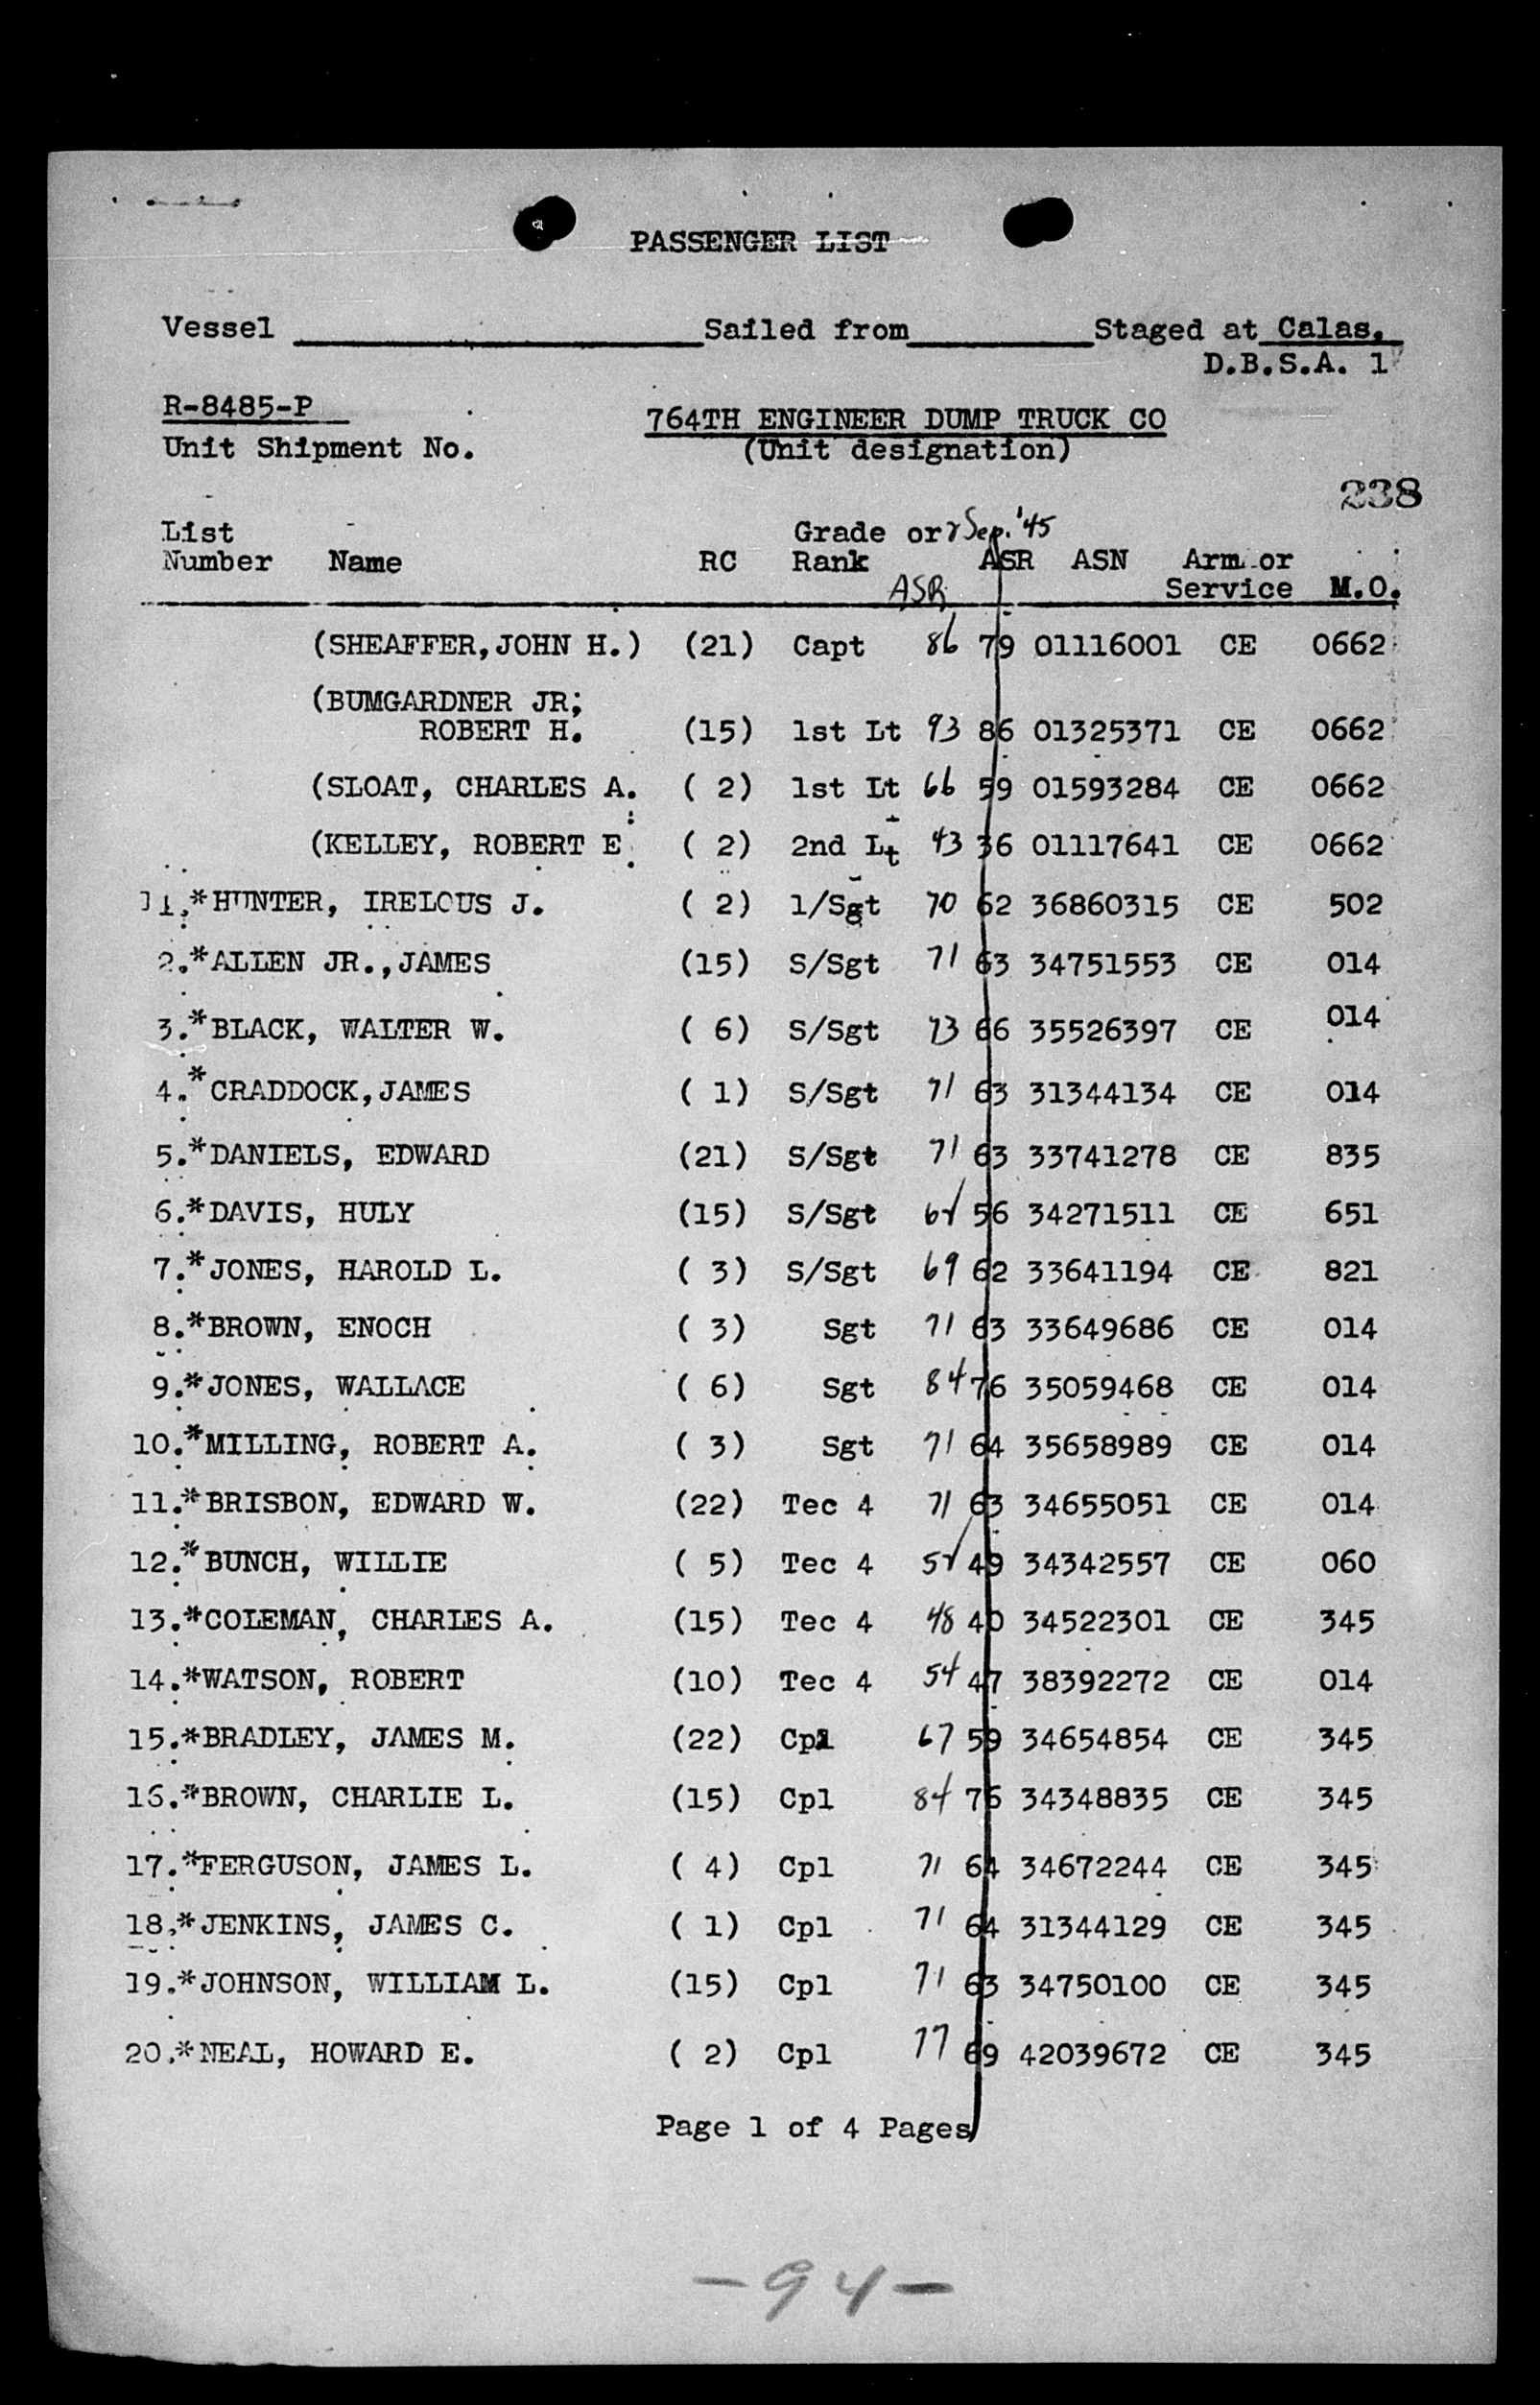 PASSENGER LIST
Vessel Sailed from Staged at Calas.
D.B.S.A. 1
R-8485-P
764TH ENGINEER DUMP TRUCK CO
Unit Shipment No. (Unit designation)
238
List Grade or 2 Sep. '45
Number Name RC Rank ASR ASN Arm or
ASR Service M.O.
(SHEAFFER,JOHN H.) (21) Capt 86 79 01116001 CE 0662
(BUMGARDNER JR;
ROBERT H. (15) 1st Lt 93 86 01325371 CE 0662
(SLOAT, CHARLES A. ( 2) 1st Lt 66 59 01593284 CE 0662
(KELLEY, ROBERT E ( 2) 2nd Lt 43 36 01117641 CE 0662
1.*HUNTER, IRELOUS J. ( 2) 1/Sgt 70 62 36860315 CE 502
2.*ALLEN JR.,JAMES (15) S/Sgt 71 63 34751553 CE 014
3.*BLACK, WALTER W. ( 6) S/Sgt 73 66 35526397 CE 014
4.*CRADDOCK,JAMES ( 1) S/Sgt 71 63 31344134 CE 014
5.*DANIELS, EDWARD (21) S/Sgt 71 63 33741278 CE 835
6.*DAVIS, HULY (15) S/Sgt 56 34271511 CE 651
7.*JONES, HAROLD L. ( 3) S/Sgt 69 62 33641194 CE 821
8.*BROWN, ENOCH ( 3) Sgt 71 63 33649686 CE 014
9.*JONES, WALLACE ( 6) Sgt 84 76 35059468 CE 014
10.*MILLING, ROBERT A. ( 3) Sgt 71 64 35658989 CE 014
11.*BRISBON, EDWARD W. (22) Tec 4 71 63 34655051 CE 014
12.*BUNCH, WILLIE ( 5) Tec 4 49 34342557 CE 060
13.*COLEMAN, CHARLES A. (15) Tec 4 48 40 34522301 CE 345
14.*WATSON, ROBERT (10) Tec 4 54 47 38392272 CE 014
15.*BRADLEY, JAMES M. (22) Cpl 67 59 34654854 CE 345
16.*BROWN, CHARLIE L. (15) Cpl 84 76 34348835 CE 345
17.*FERGUSON, JAMES L. ( 4) Cpl 71 64 34672244 CE 345
18.*JENKINS, JAMES C. ( 1) Cpl 71 64 31344129 CE 345
19.*JOHNSON, WILLIAM L. (15) Cpl 71 63 34750100 CE 345
20.*NEAL, HOWARD E. ( 2) Cpl 77 69 42039672 CE 345
Page 1 of 4 Pages
-94-